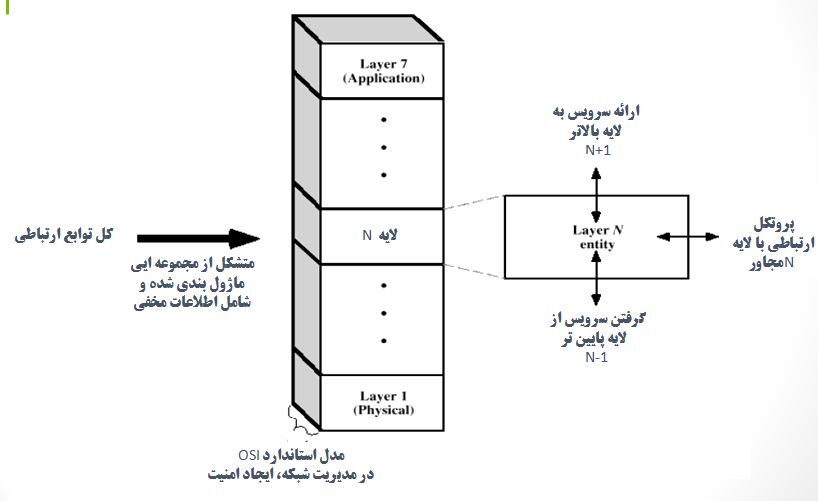 Layer 7
(Application)
لایه N
Layer 1
(Physical)
کل توابع ارتباطی
متشکل از مجموعه ایی
ماژول بندی شده و
شامل اطلاعات مخفی
ارائه سرویس به
لایه بالاتر
N+1
Layer N
entity
پروتکل
ارتباطی با لایه
Nمجاور
گرفتن سرویس از
لایه پایین تر
N-1
مدل استاندارد OSI
در مدیریت شبکه، ایجاد امنیت